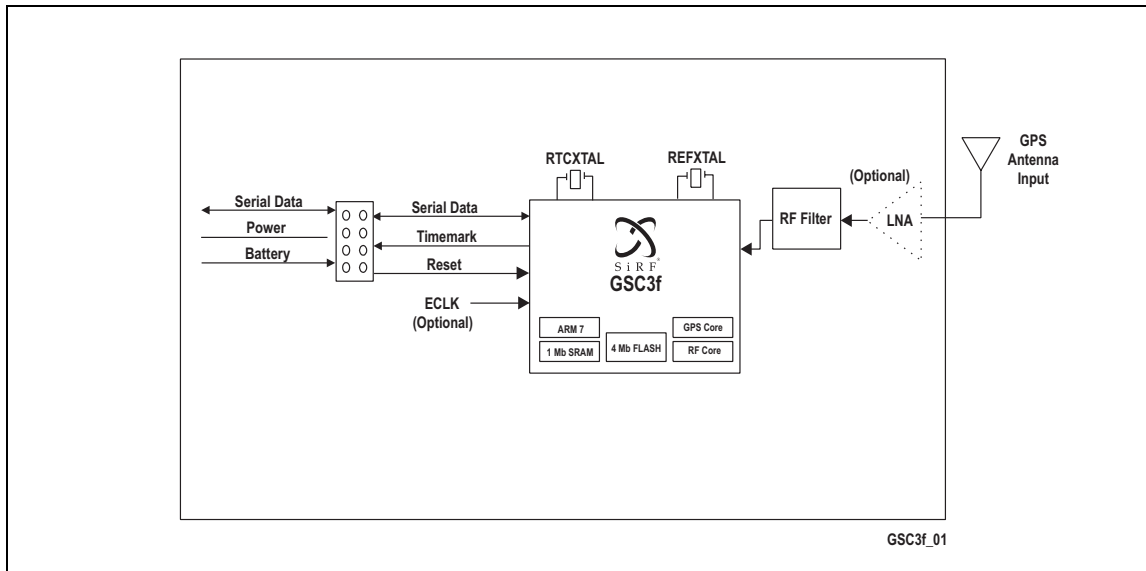 RTCXTAL
REFXTAL
GPS
Antenna
Input
(Optional)
LNA
RF Filter
Serial Data
Power
Battery
Serial Data
Timemark
Reset
ECLK
(Optional)
SiRF®
GSC3f
ARM 7
1 Mb SRAM
4 Mb FLASH
GPS Core
RF Core
GSC3f_01